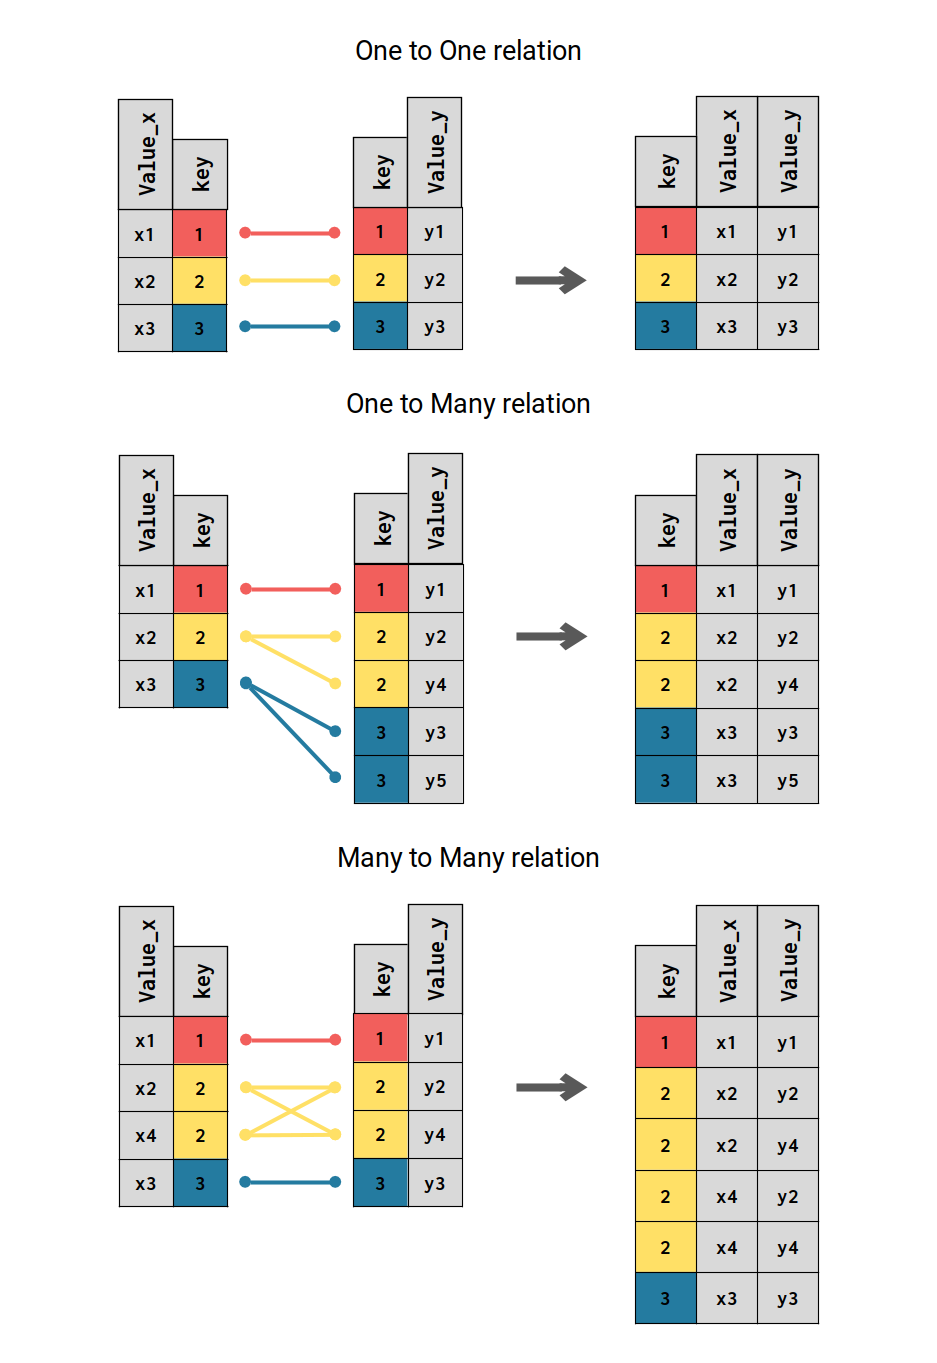 One to One relation
Value_x key key Value_y key Value_x Value_y
x1 1 1 y1 1 x1 y1
x2 2 2 y2 2 x2 y2
x3 3 3 y3 3 x3 y3
One to Many relation
Value_x key key Value_y key Value_x Value_y
x1 1 1 y1 1 x1 y1
x2 2 2 y2 2 x2 y2
x3 3 2 y4 2 x2 y4
3 y3 3 x3 y3
3 y5 3 x3 y5
Many to Many relation
Value_x key key Value_y key Value_x Value_y
x1 1 1 y1 1 x1 y1
x2 2 2 y2 2 x2 y2
x4 2 2 y4 2 x2 y4
x3 3 3 y3 2 x4 y2
2 x4 y4
3 x3 y3